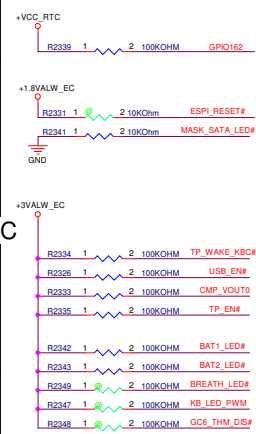 +VCC_RTC
R2339 1 2 100KOHM GPIO162
+1.8VALW_EC
R2331 1 @ 2 10KOhm ESPI_RESET#
R2341 1 2 10KOhm MASK_SATA_LED#
GND
+3VALW_EC
C
R2334 1 2 100KOHM TP_WAKE_KBC#
R2326 1 2 100KOHM USB_EN#
R2333 1 2 100KOHM CMP_VOUT0
R2335 1 2 100KOHM TP_EN#
R2342 1 2 100KOHM BAT1_LED#
R2343 1 2 100KOHM BAT2_LED#
R2349 1 @ 2 100KOHM BREATH_LED#
R2347 1 @ 2 100KOHM KB_LED_PWM
R2348 1 @ 2 100KOHM GC6_THM_DIS#